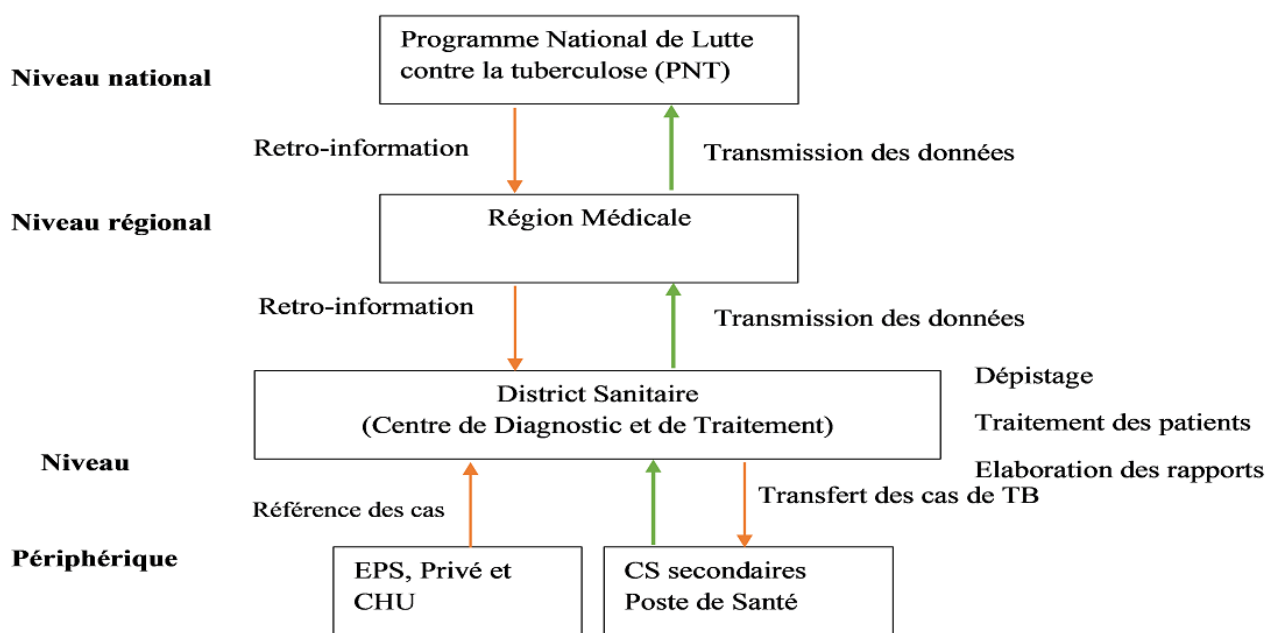 Programme National de Lutte
contre la tuberculose (PNT)
Niveau national
Retro-information
Transmission des données
Niveau régional
Région Médicale
Retro-information
Transmission des données
District Sanitaire
(Centre de Diagnostic et de Traitement)
Dépistage
Traitement des patients
Elaboration des rapports
Niveau
Référence des cas
Transfert des cas de TB
Périphérique
EPS, Privé et
CHU
CS secondaires
Poste de Santé